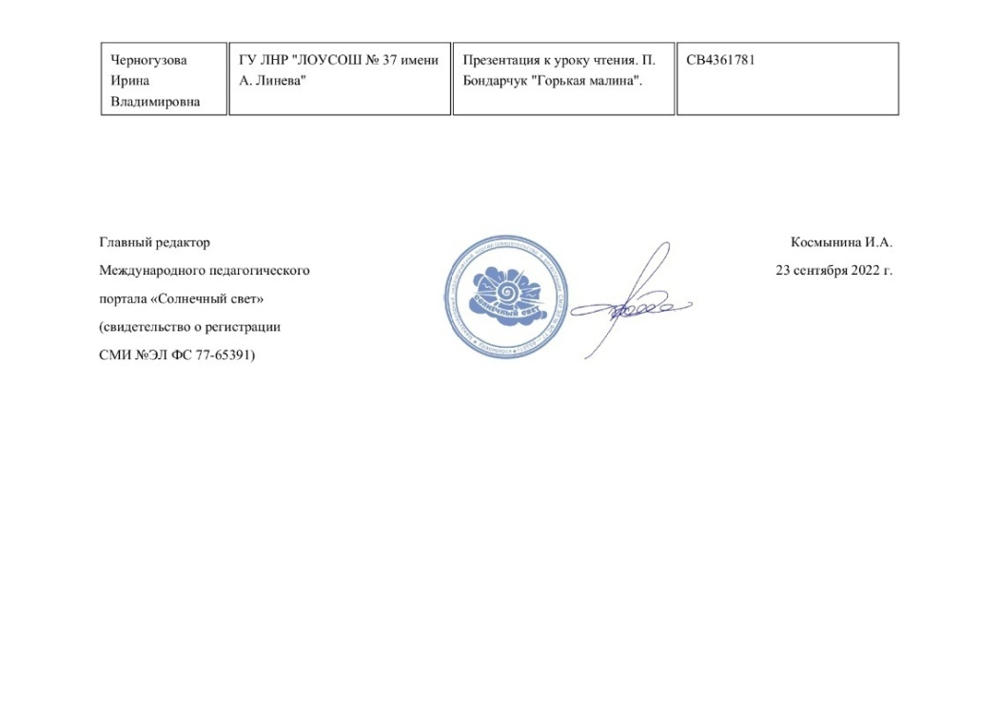 Черногузова
Ирина
Владимировна
ГУ ЛНР "ЛОУСОШ № 37 имени
А. Линева"
Презентация к уроку чтения. П.
Бондарчук "Горькая малина".
СВ4361781
Главный редактор
Международного педагогического
портала «Солнечный свет»
(свидетельство о регистрации
СМИ №ЭЛ ФС 77-65391)
СОЛНЕЧНЫЙ СВЕТ
Космынина И.А.
23 сентября 2022 г.